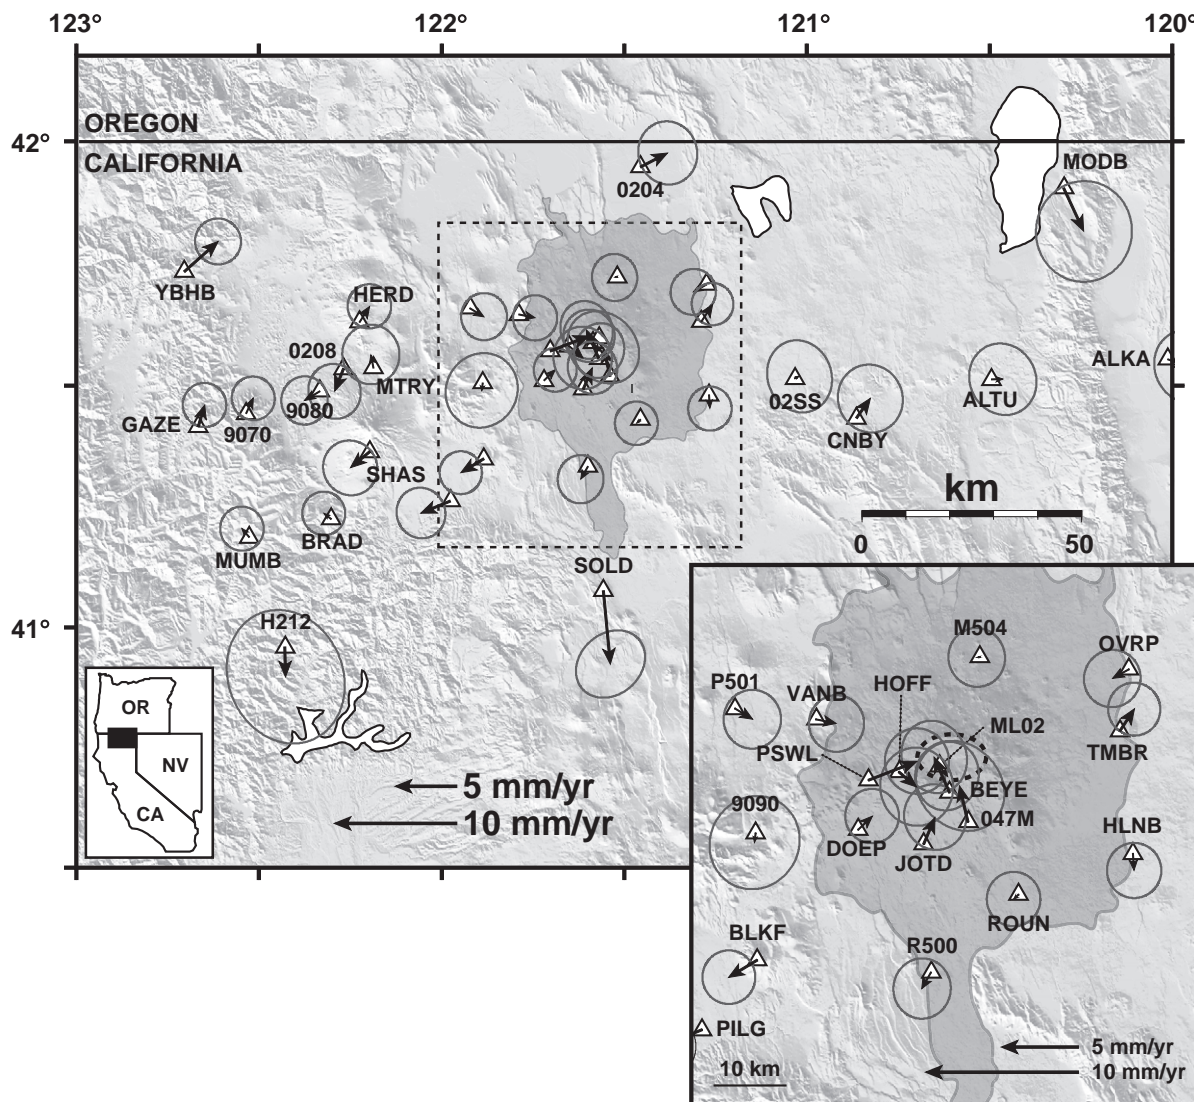 123°
122°
121°
120°
OREGON
42°
CALIFORNIA
MODB
0204
YBHB
HERD
0208
MTRY
ALKA
9080
02SS
ALTU
GAZE
9070
CNBY
SHAS
km
BRAD
0
50
MUMB
SOLD
41°
H212
M504
OVRP
P501
VANB
HOFF
OR
ML02
PSWL
TMBR
NV
5 mm/yr
BEYE
9090
CA
10 mm/yr
047M
HLNB
DOEP
JOTD
ROUN
BLKF
R500
PILG
5 mm/yr
10 km
10 mm/yr